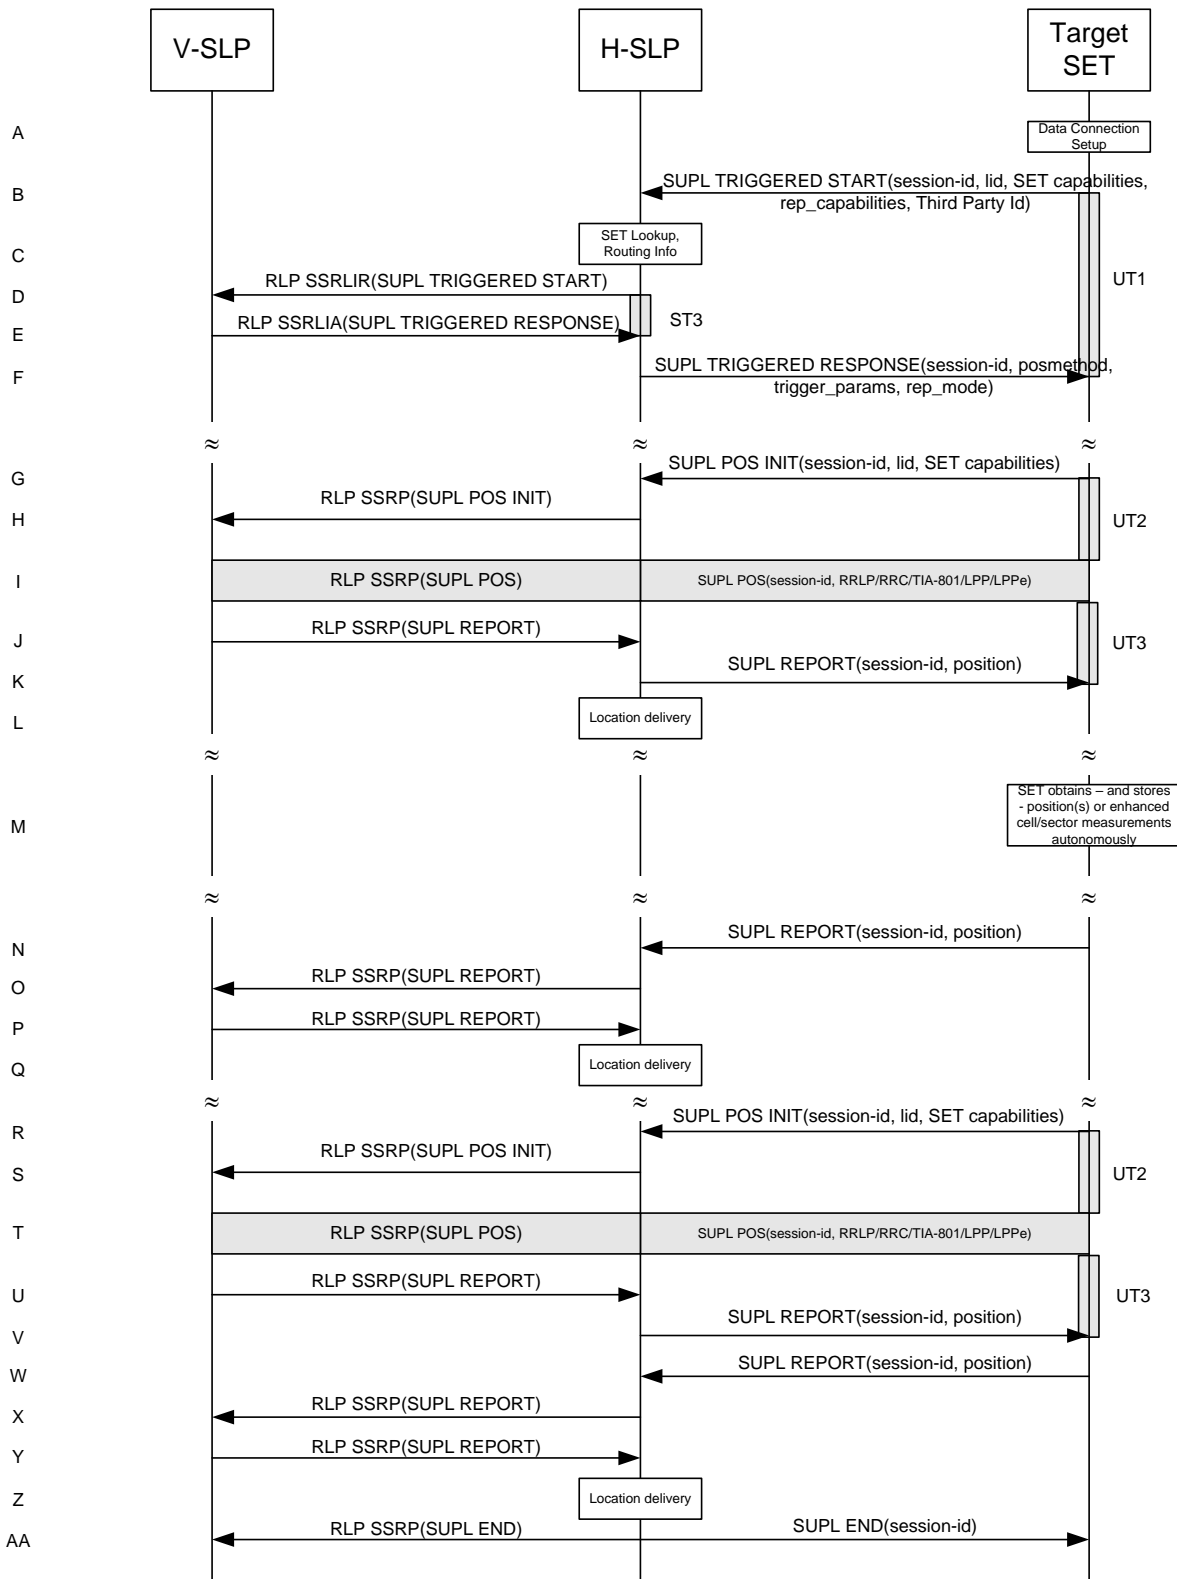 V-SLP
H-SLP
Target
SET
A
Data Connection
Setup
B
SUPL TRIGGERED START(session-id, lid, SET capabilities,
rep_capabilities, Third Party Id)
C
SET Lookup,
Routing Info
UT1
D
RLP SSRLIR(SUPL TRIGGERED START)
ST3
E
RLP SSRLIA(SUPL TRIGGERED RESPONSE)
F
SUPL TRIGGERED RESPONSE(session-id, posmethod,
trigger_params, rep_mode)
≈ ≈ ≈
G
SUPL POS INIT(session-id, lid, SET capabilities)
H
RLP SSRP(SUPL POS INIT)
UT2
I
RLP SSRP(SUPL POS)
SUPL POS(session-id, RRLP/RRC/TIA-801/LPP/LPPe)
J
RLP SSRP(SUPL REPORT)
UT3
K
SUPL REPORT(session-id, position)
L
Location delivery
≈ ≈ ≈
M
SET obtains – and stores
- position(s) or enhanced
cell/sector measurements
autonomously
≈ ≈ ≈
N
SUPL REPORT(session-id, position)
O
RLP SSRP(SUPL REPORT)
P
RLP SSRP(SUPL REPORT)
Q
Location delivery
≈ ≈ ≈
R
SUPL POS INIT(session-id, lid, SET capabilities)
S
RLP SSRP(SUPL POS INIT)
UT2
T
RLP SSRP(SUPL POS)
SUPL POS(session-id, RRLP/RRC/TIA-801/LPP/LPPe)
U
RLP SSRP(SUPL REPORT)
UT3
V
SUPL REPORT(session-id, position)
W
SUPL REPORT(session-id, position)
X
RLP SSRP(SUPL REPORT)
Y
RLP SSRP(SUPL REPORT)
Z
Location delivery
AA
RLP SSRP(SUPL END)
SUPL END(session-id)